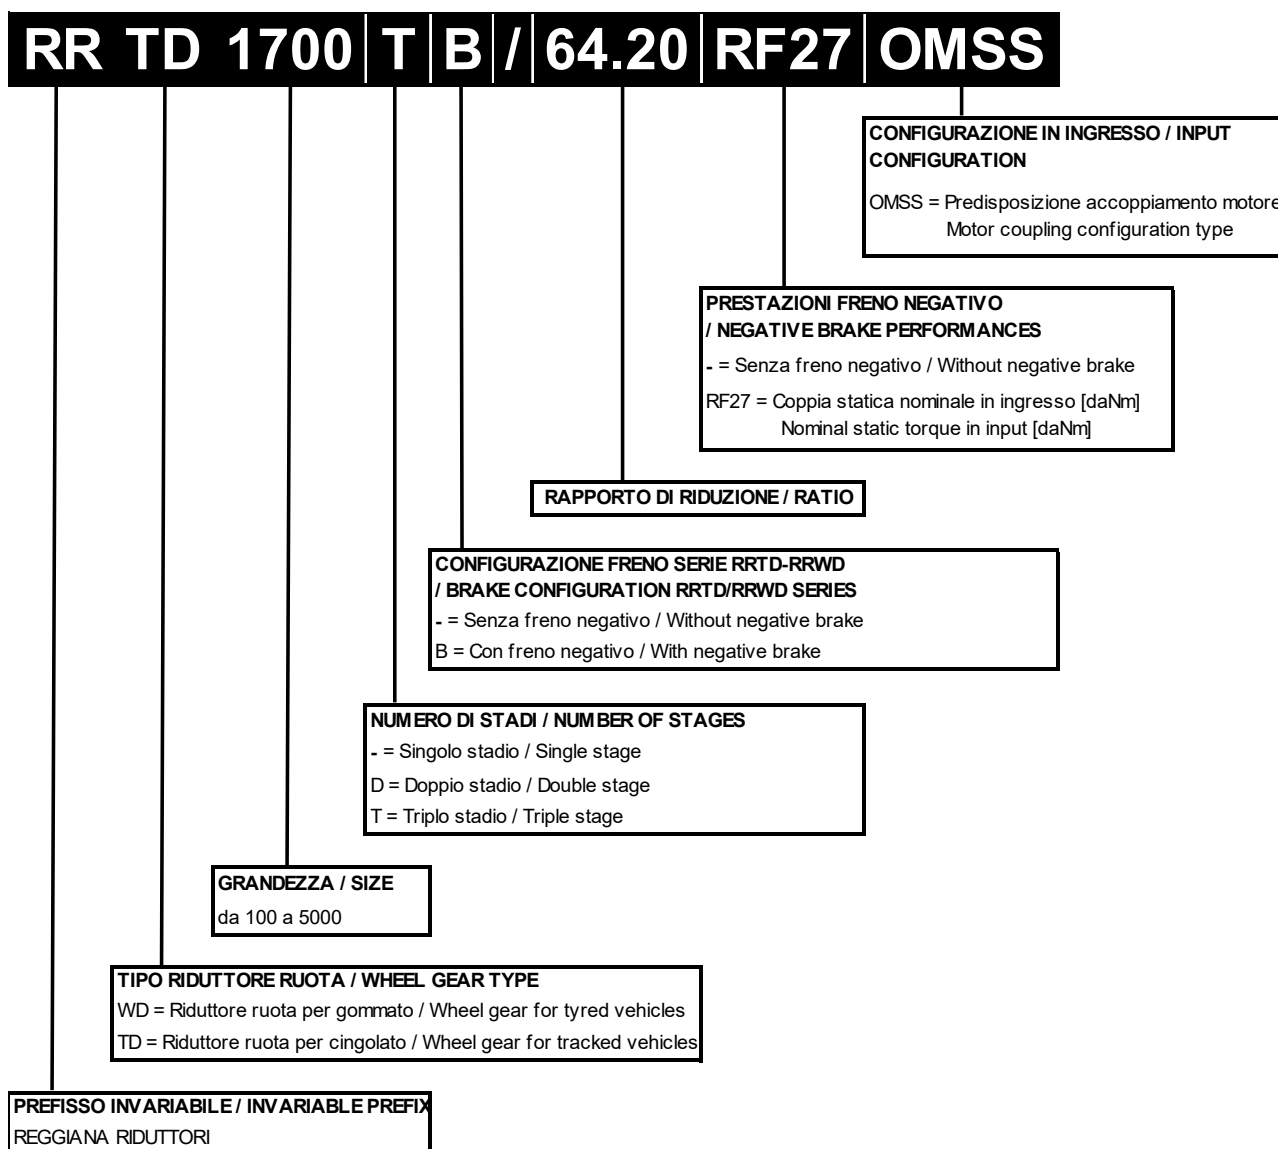 RR TD 1700 T B / 64.20 RF27 OMSS
CONFIGURAZIONE IN INGRESSO / INPUT
CONFIGURATION
OMSS = Predisposizione accoppiamento motore
Motor coupling configuration type
PRESTAZIONI FRENO NEGATIVO
/ NEGATIVE BRAKE PERFORMANCES
- = Senza freno negativo / Without negative brake
RF27 = Coppia statica nominale in ingresso [daNm]
Nominal static torque in input [daNm]
RAPPORTO DI RIDUZIONE / RATIO
CONFIGURAZIONE FRENO SERIE RRTD-RRWD
/ BRAKE CONFIGURATION RRTD/RRWD SERIES
- = Senza freno negativo / Without negative brake
B = Con freno negativo / With negative brake
NUMERO DI STADI / NUMBER OF STAGES
- = Singolo stadio / Single stage
D = Doppio stadio / Double stage
T = Triplo stadio / Triple stage
GRANDEZZA / SIZE
da 100 a 5000
TIPO RIDUTTORE RUOTA / WHEEL GEAR TYPE
WD = Riduttore ruota per gommato / Wheel gear for tyred vehicles
TD = Riduttore ruota per cingolato / Wheel gear for tracked vehicles
PREFISSO INVARIABILE / INVARIABLE PREFIX
REGGIANA RIDUTTORI